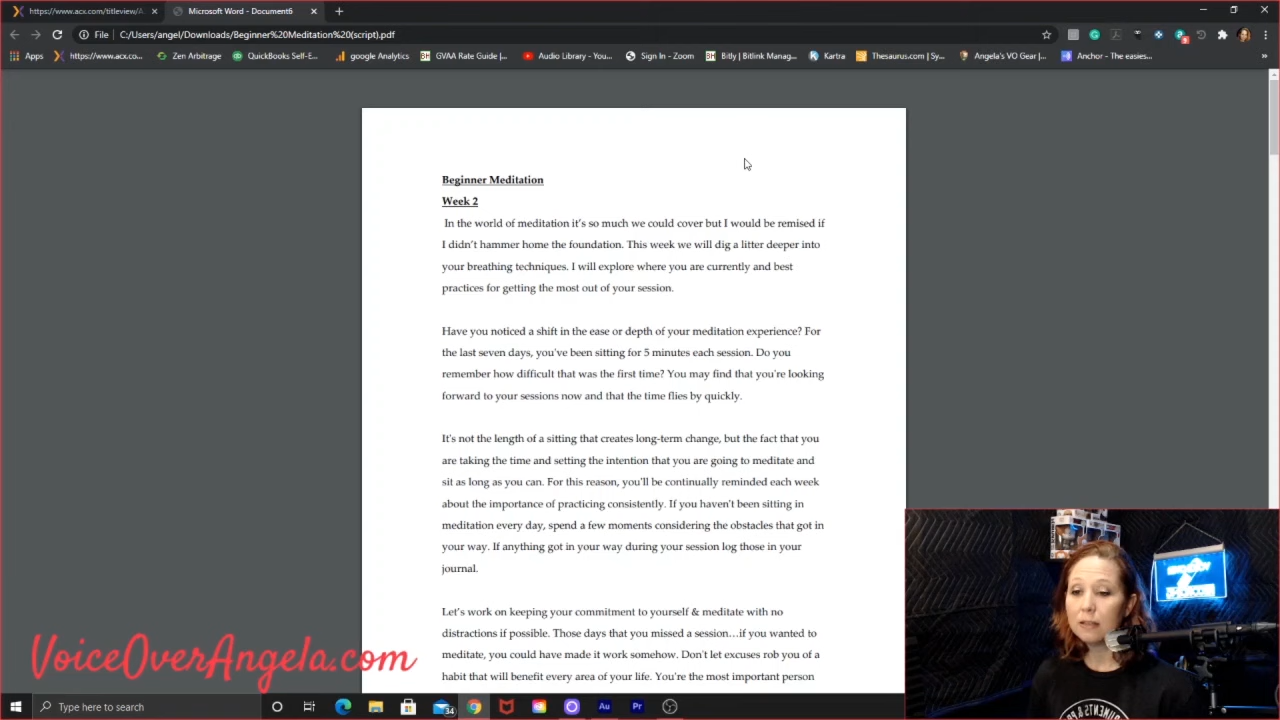 https://www.acx.com/titleview/A
Microsoft Word - Document6
File
C:/Users/angel/Downloads/Beginner%20Meditation%20(script).pdf
Apps
https://www.acx.co...
Zen Arbitrage
QuickBooks Self-E...
google Analytics
GVAA Rate Guide |...
Audio Library - You...
Sign In - Zoom
Bitly | Bitlink Manag...
Kartra
Thesaurus.com | Sy...
Angela's VO Gear |...
Anchor - The easies...
Beginner Meditation
Week 2
In the world of meditation it's so much we could cover but I would be remised if
I didn't hammer home the foundation. This week we will dig a litter deeper into
your breathing techniques. I will explore where you are currently and best
practices for getting the most out of your session.
Have you noticed a shift in the ease or depth of your meditation experience? For
the last seven days, you've been sitting for 5 minutes each session. Do you
remember how difficult that was the first time? You may find that you're looking
forward to your sessions now and that the time flies by quickly.
It's not the length of a sitting that creates long-term change, but the fact that you
are taking the time and setting the intention that you are going to meditate and
sit as long as you can. For this reason, you'll be continually reminded each week
about the importance of practicing consistently. If you haven't been sitting in
meditation every day, spend a few moments considering the obstacles that got in
your way. If anything got in your way during your session log those in your
journal.
Let's work on keeping your commitment to yourself & meditate with no
distractions if possible. Those days that you missed a session…if you wanted to
meditate, you could have made it work somehow. Don't let excuses rob you of a
habit that will benefit every area of your life. You're the most important person
VoiceOverAngela.com
Type here to search
34
Au
Pr